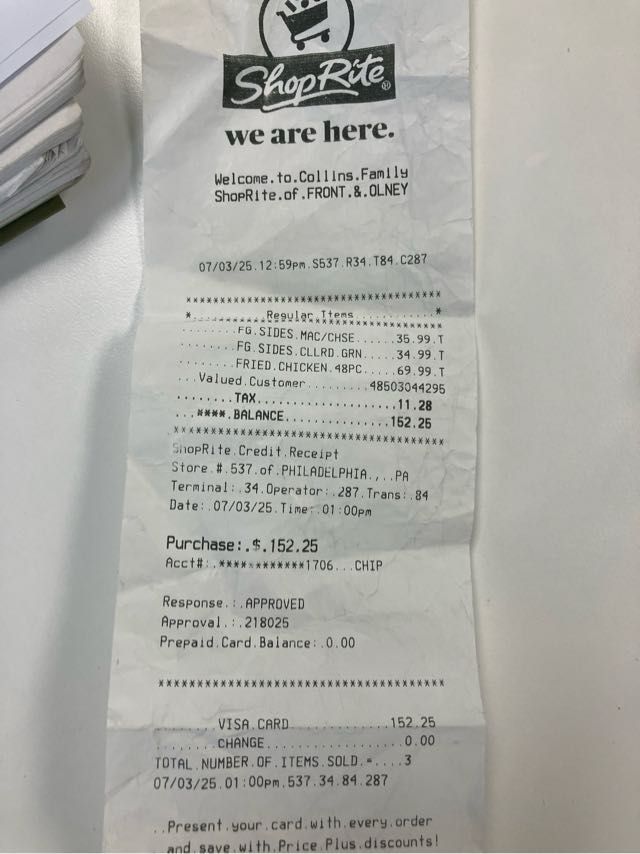 ShopRite®
we are here.
Welcome.to.Collins.Family
ShopRite.of.FRONT.&.OLNEY
07/03/25.12:59pm.S537.R34.T84.C287
****************************************
*..........Regular.Items...........*
****************************************
........FG.SIDES.MAC/CHSE......35.99.T
........FG.SIDES.CLLRD.GRN.....34.99.T
........FRIED.CHICKEN.48PC.....69.99.T
...Valued.Customer.........48503044295
........TAX....................11.28
...****.BALANCE...............152.25
****************************************
ShopRite.Credit.Receipt
Store.#.537.of.PHILADELPHIA.,..PA
Terminal:.34.Operator:.287.Trans:.84
Date:.07/03/25.Time:.01:00pm
Purchase:.$.152.25
Acct#:.************1706...CHIP
Response.:.APPROVED
Approval.:.218025
Prepaid.Card.Balance:.0.00
****************************************
........VISA.CARD..............152.25
........CHANGE.................0.00
TOTAL.NUMBER.OF.ITEMS.SOLD.=....3
07/03/25.01:00pm.537.34.84.287
..Present.your.card.with.every.order
..and.save.with.Price.Plus.discounts!